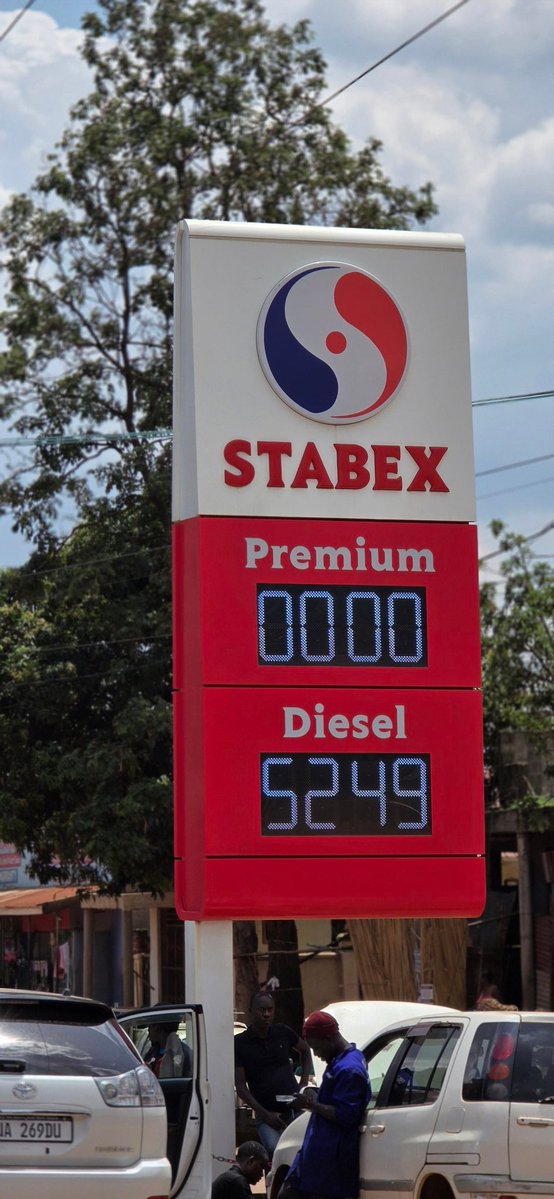 STABEX
Premium
0000
Diesel
5249
UA 269DU